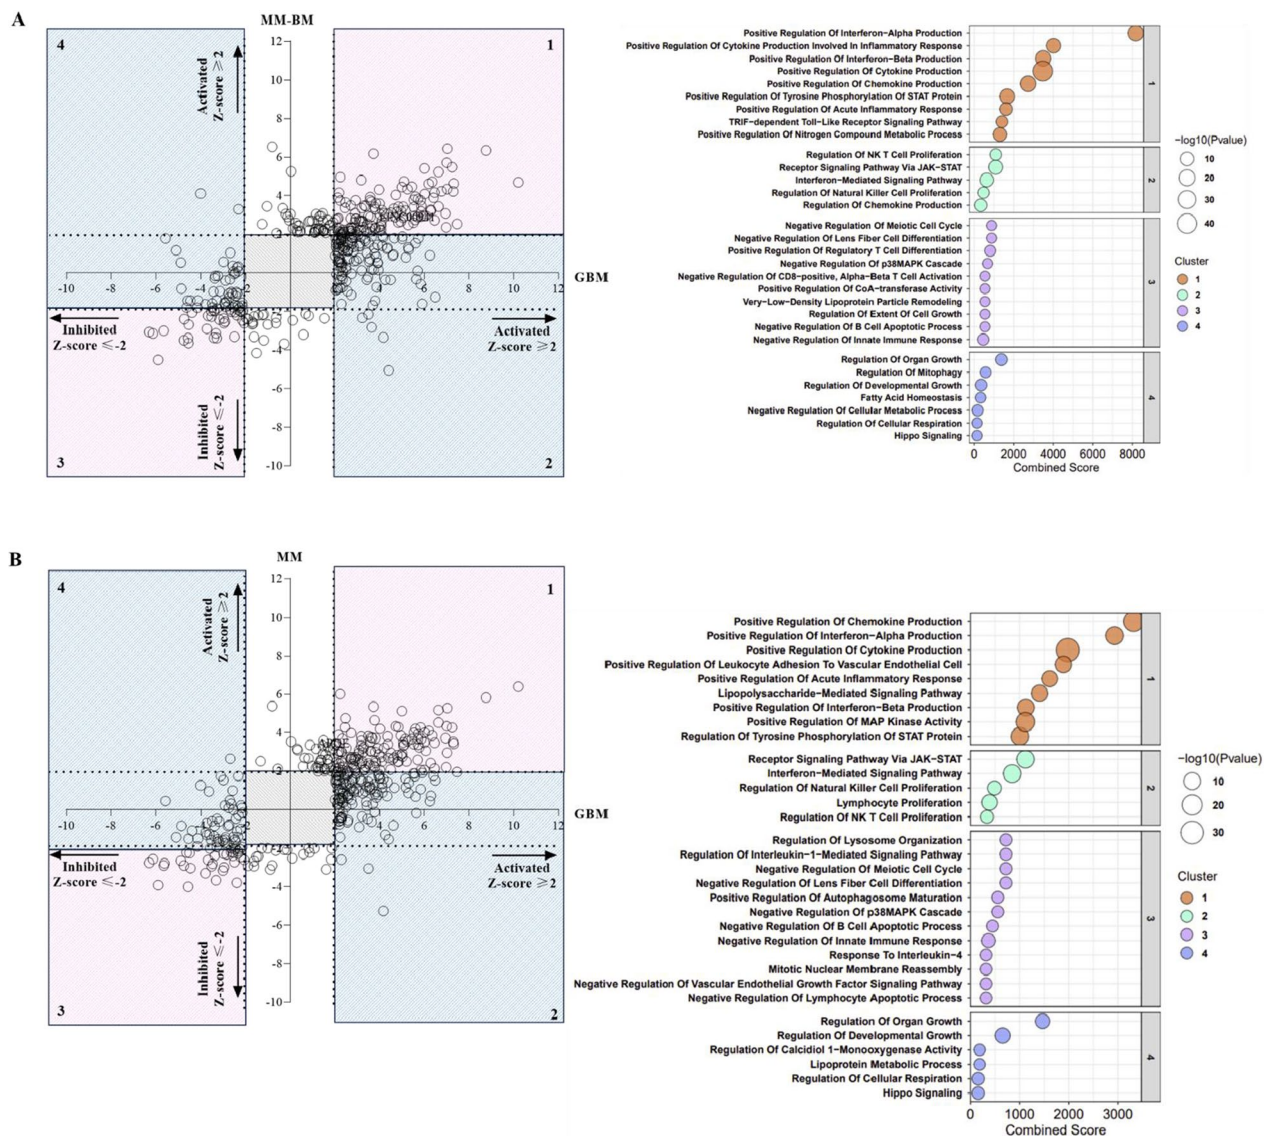 A
MM-BM
4
1
Activated
Z-score ≥2
12
10
8
6
4
2
-10
-8
-6
-4
4
6
8
10
12
GBM
Inhibited
Z-score ≤-2
Activated
Z-score ≥2
Inhibited
Z-score ≤-2
-4
-6
-8
-10
3
2
Positive Regulation Of Interferon-Alpha Production
Positive Regulation Of Cytokine Production Involved In Inflammatory Response
Positive Regulation Of Interferon-Beta Production
Positive Regulation Of Cytokine Production
Positive Regulation Of Chemokine Production
Positive Regulation Of Tyrosine Phosphorylation Of STAT Protein
Positive Regulation Of Acute Inflammatory Response
TRIF-dependent Toll-Like Receptor Signaling Pathway
Positive Regulation Of Nitrogen Compound Metabolic Process
1
Regulation Of NK T Cell Proliferation
Receptor Signaling Pathway Via JAK-STAT
Interferon-Mediated Signaling Pathway
Regulation Of Natural Killer Cell Proliferation
Regulation Of Chemokine Production
2
Negative Regulation Of Meiotic Cell Cycle
Negative Regulation Of Lens Fiber Cell Differentiation
Positive Regulation Of Regulatory T Cell Differentiation
Negative Regulation Of p38MAPK Cascade
Negative Regulation Of CD8-positive, Alpha-Beta T Cell Activation
Positive Regulation Of CoA-transferase Activity
Very-Low-Density Lipoprotein Particle Remodeling
Regulation Of Extent Of Cell Growth
Negative Regulation Of B Cell Apoptotic Process
Negative Regulation Of Innate Immune Response
3
Regulation Of Organ Growth
Regulation Of Mitophagy
Regulation Of Developmental Growth
Fatty Acid Homeostasis
Negative Regulation Of Cellular Metabolic Process
Regulation Of Cellular Respiration
Hippo Signaling
4
0 2000 4000 6000 8000
Combined Score
-log10(Pvalue)
10
20
30
40
Cluster
1
2
3
4
B
MM
4
1
Activated
Z-score ≥2
12
10
8
6
4
2
-10
-8
-6
-4
4
6
8
10
12
GBM
Inhibited
Z-score ≤-2
Activated
Z-score ≥2
Inhibited
Z-score ≤-2
-4
-6
-8
-10
3
2
Positive Regulation Of Chemokine Production
Positive Regulation Of Interferon-Alpha Production
Positive Regulation Of Cytokine Production
Positive Regulation Of Leukocyte Adhesion To Vascular Endothelial Cell
Positive Regulation Of Acute Inflammatory Response
Lipopolysaccharide-Mediated Signaling Pathway
Positive Regulation Of Interferon-Beta Production
Positive Regulation Of MAP Kinase Activity
Regulation Of Tyrosine Phosphorylation Of STAT Protein
1
Receptor Signaling Pathway Via JAK-STAT
Interferon-Mediated Signaling Pathway
Regulation Of Natural Killer Cell Proliferation
Lymphocyte Proliferation
Regulation Of NK T Cell Proliferation
2
Regulation Of Lysosome Organization
Regulation Of Interleukin-1-Mediated Signaling Pathway
Negative Regulation Of Meiotic Cell Cycle
Negative Regulation Of Lens Fiber Cell Differentiation
Positive Regulation Of Autophagosome Maturation
Negative Regulation Of p38MAPK Cascade
Negative Regulation Of B Cell Apoptotic Process
Negative Regulation Of Innate Immune Response
Response To Interleukin-4
Mitotic Nuclear Membrane Reassembly
Negative Regulation Of Vascular Endothelial Growth Factor Signaling Pathway
Negative Regulation Of Lymphocyte Apoptotic Process
3
Regulation Of Organ Growth
Regulation Of Developmental Growth
Regulation Of Calcidiol 1-Monooxygenase Activity
Lipoprotein Metabolic Process
Regulation Of Cellular Respiration
Hippo Signaling
4
0 1000 2000 3000
Combined Score
-log10(Pvalue)
10
20
30
Cluster
1
2
3
4